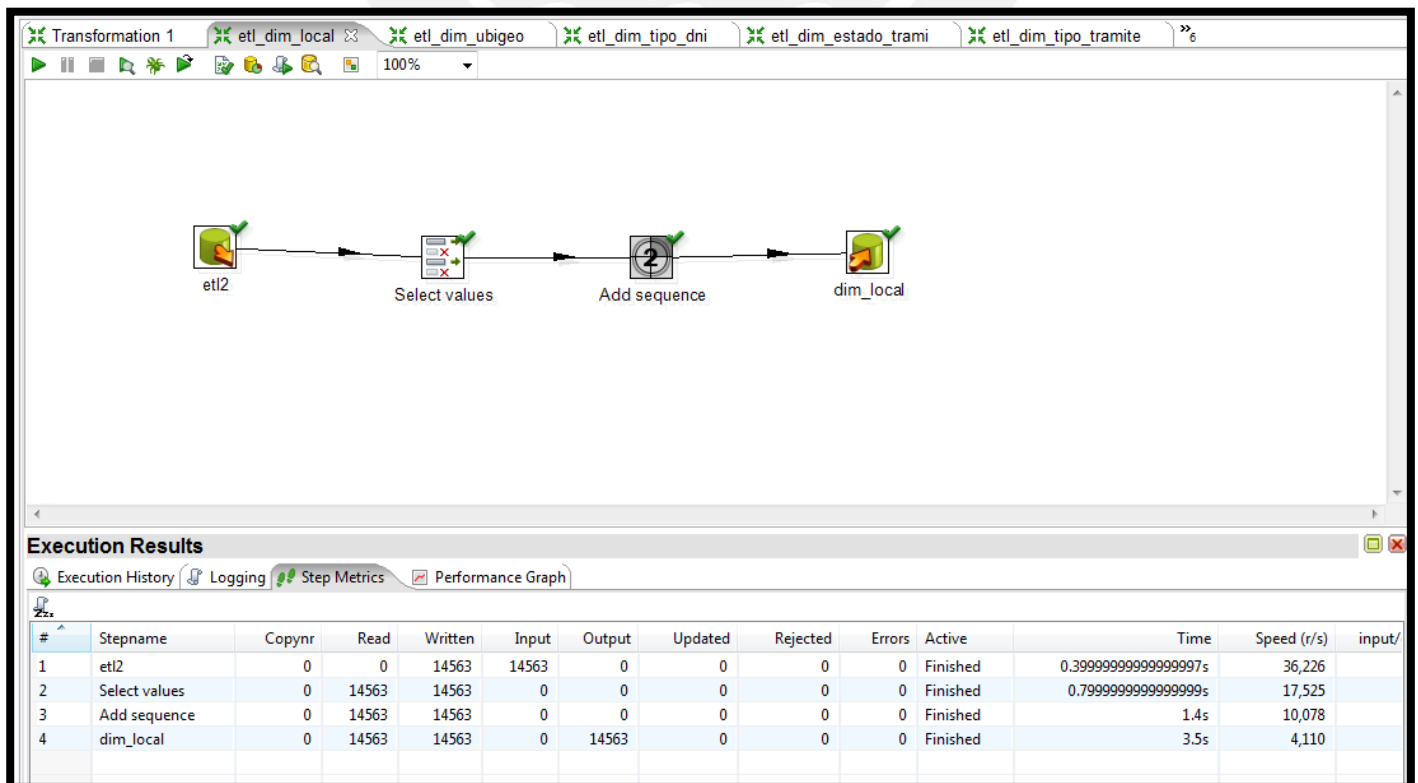 Transformation 1 etl_dim_local etl_dim_ubigeo etl_dim_tipo_dni etl_dim_estado_trami etl_dim_tipo_tramite »6
100%
etl2 Select values Add sequence dim_local
2
Execution Results
Execution History Logging Step Metrics Performance Graph
# Stepname Copynr Read Written Input Output Updated Rejected Errors Active Time Speed (r/s) input/
1 etl2 0 0 14563 14563 0 0 0 0 Finished 0.39999999999999997s 36,226
2 Select values 0 14563 14563 0 0 0 0 0 Finished 0.7999999999999999s 17,525
3 Add sequence 0 14563 14563 0 0 0 0 0 Finished 1.4s 10,078
4 dim_local 0 14563 14563 0 14563 0 0 0 Finished 3.5s 4,110